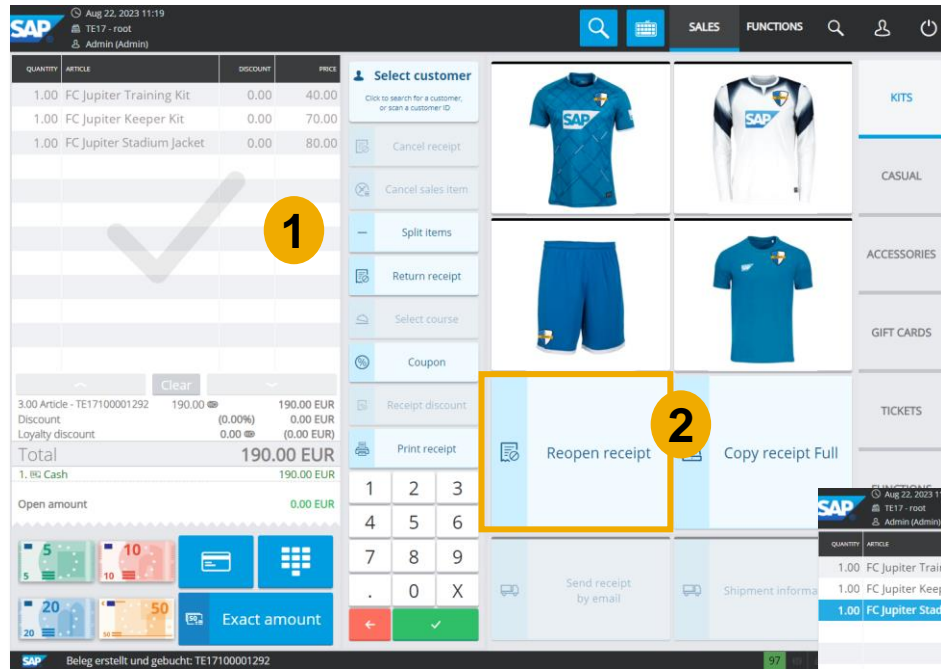 SAP
Aug 22, 2023 11:19
TE17 - root
Admin (Admin)
SALES
FUNCTIONS
QUANTITY ARTICLE DISCOUNT PRICE
1.00 FC Jupiter Training Kit 0.00 40.00
1.00 FC Jupiter Keeper Kit 0.00 70.00
1.00 FC Jupiter Stadium Jacket 0.00 80.00
1
Clear
3.00 Article - TE17100001292 190.00 190.00 EUR
Discount (0.00%) 0.00 EUR
Loyalty discount 0.00 (0.00 EUR)
Total 190.00 EUR
1. Cash 190.00 EUR
Open amount 0.00 EUR
5
5
10
10
20
20
50
50
Exact amount
Select customer
Click to search for a customer,
or scan a customer ID
Cancel receipt
Cancel sales item
Split items
Return receipt
Select course
Coupon
Receipt discount
Print receipt
1 2 3
4 5 6
7 8 9
. 0 X
SAP
SAP
Reopen receipt
2
Copy receipt Full
Send receipt
by email
Shipment informa
KITS
CASUAL
ACCESSORIES
GIFT CARDS
TICKETS
SAP
Aug 22, 2023 11
TE17 - root
Admin (Admin)
QUANTITY ARTICLE
1.00 FC Jupiter Train
1.00 FC Jupiter Keep
1.00 FC Jupiter Stad
SAP Beleg erstellt und gebucht: TE17100001292
97